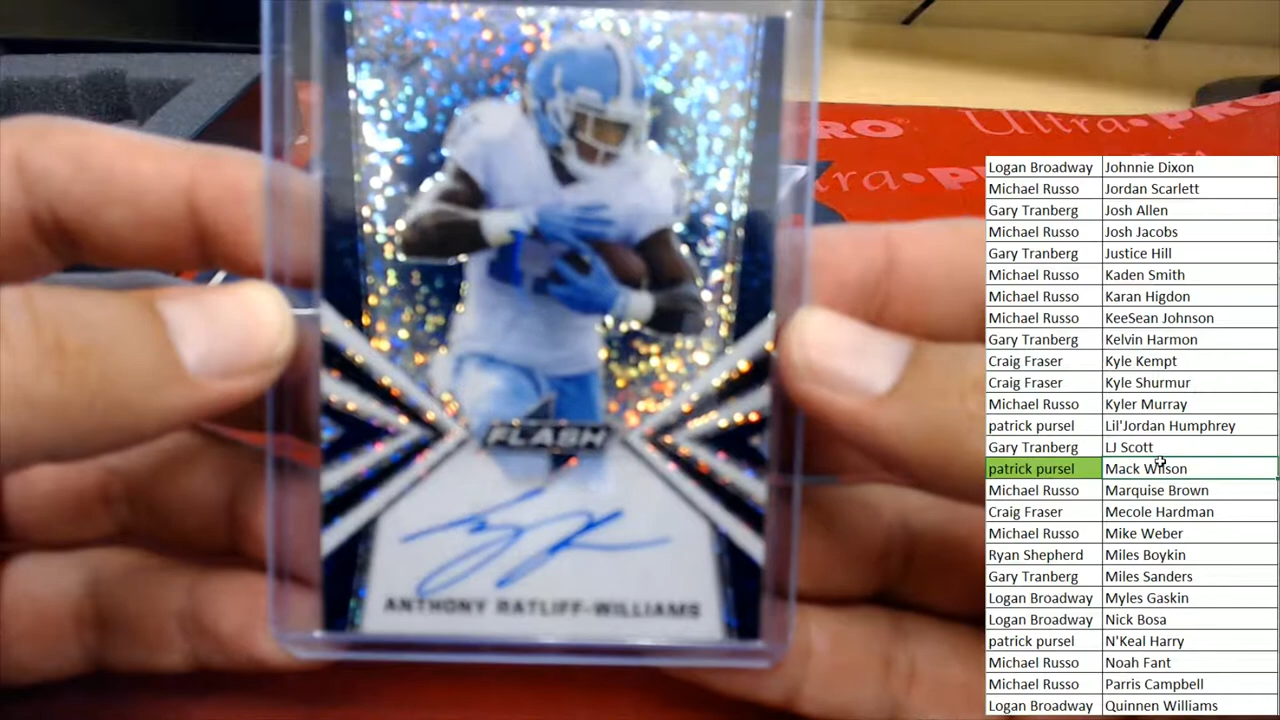 PRO
Ultra•PRO
ra•P
FLASH
ANTHONY RATLIFF-WILLIAMS
Logan Broadway Johnnie Dixon
Michael Russo Jordan Scarlett
Gary Tranberg Josh Allen
Michael Russo Josh Jacobs
Gary Tranberg Justice Hill
Michael Russo Kaden Smith
Michael Russo Karan Higdon
Michael Russo KeeSean Johnson
Gary Tranberg Kelvin Harmon
Craig Fraser Kyle Kempt
Craig Fraser Kyle Shurmur
Michael Russo Kyler Murray
patrick pursel Lil'Jordan Humphrey
Gary Tranberg LJ Scott
patrick pursel Mack Wilson
Michael Russo Marquise Brown
Craig Fraser Mecole Hardman
Michael Russo Mike Weber
Ryan Shepherd Miles Boykin
Gary Tranberg Miles Sanders
Logan Broadway Myles Gaskin
Logan Broadway Nick Bosa
patrick pursel N'Keal Harry
Michael Russo Noah Fant
Michael Russo Parris Campbell
Logan Broadway Quinnen Williams